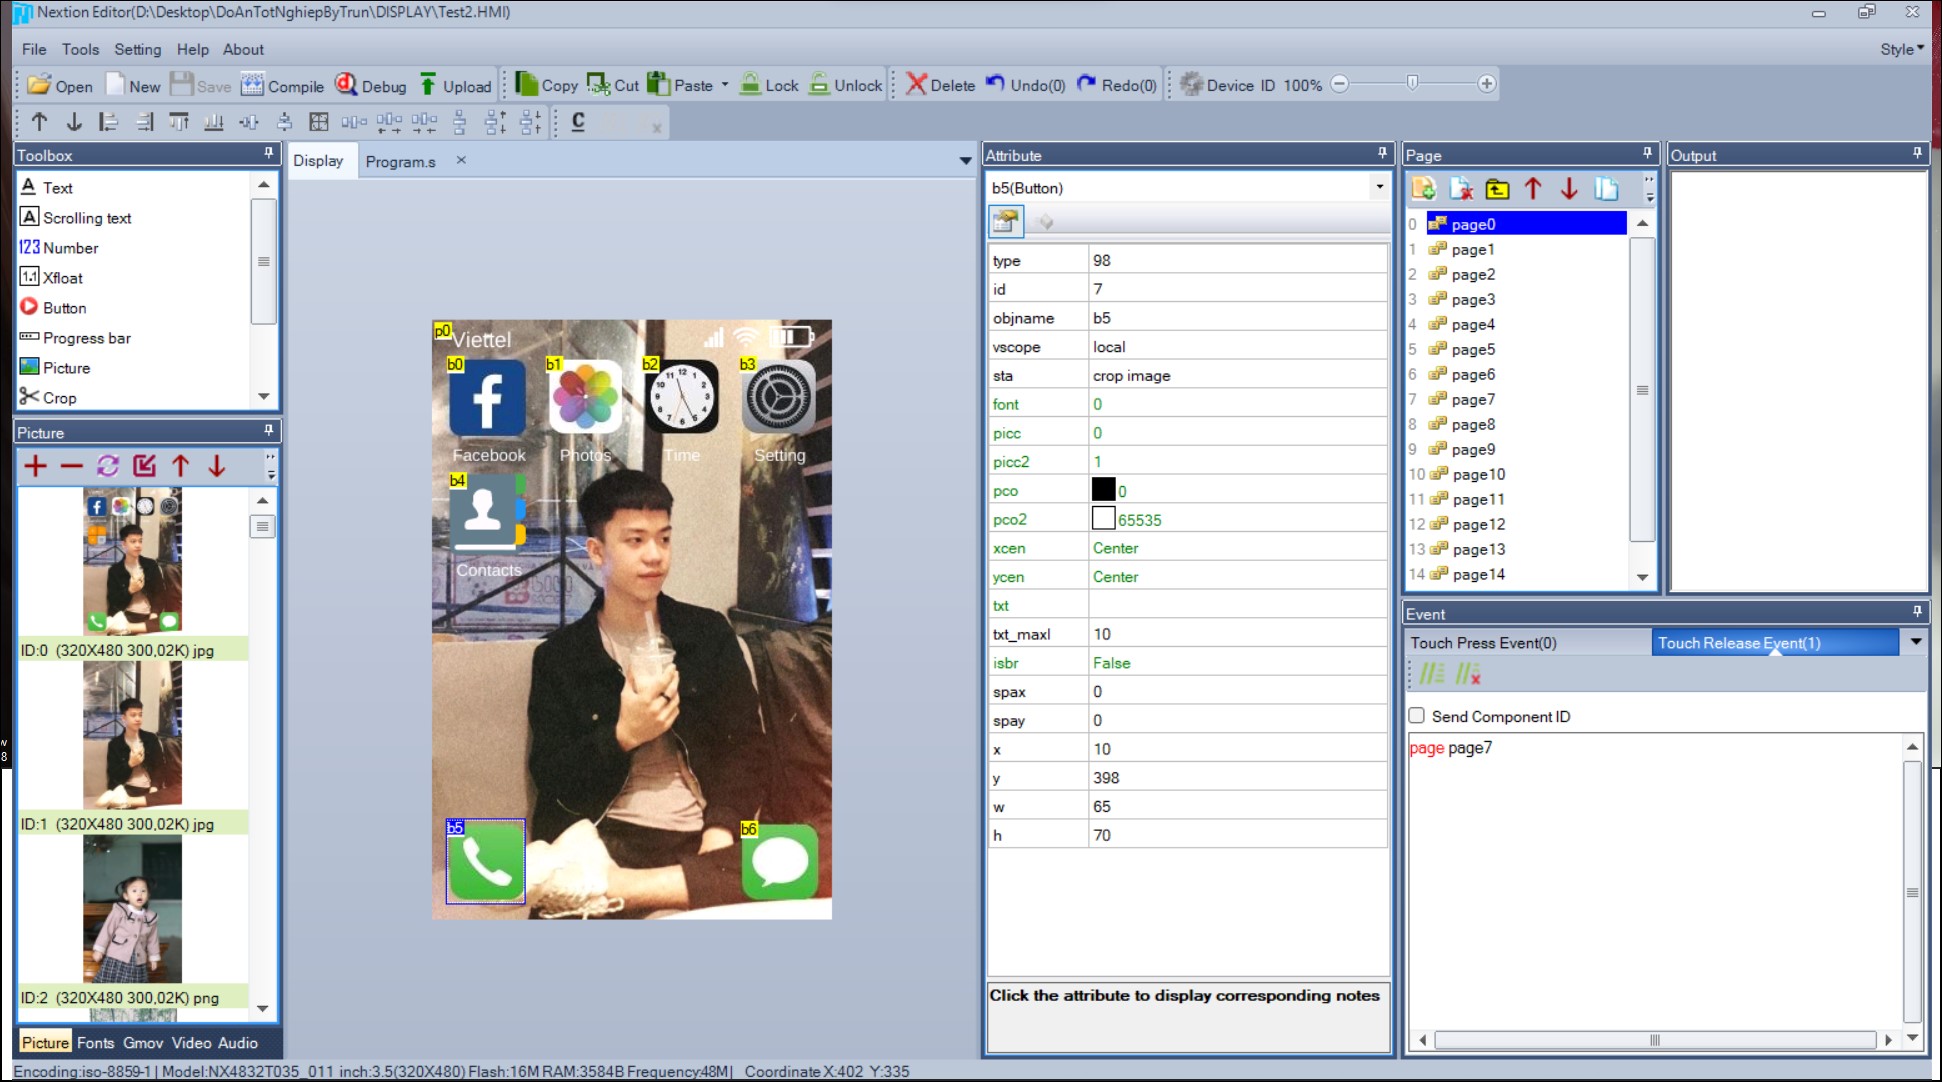 Nextion Editor(D:\Desktop\DoAnTotNghiepByTrun\DISPLAY\Test2.HMI)
File Tools Setting Help About
Style
Open New Save Compile Debug Upload Copy Cut Paste Lock Unlock Delete Undo(0) Redo(0) Device ID 100%
C
Toolbox
Text
Scrolling text
123 Number
1.1 Xfloat
Button
Progress bar
Picture
Crop
Picture
ID:0 (320X480 300,02K) jpg
ID:1 (320X480 300,02K) jpg
ID:2 (320X480 300,02K) png
Picture Fonts Gmov Video Audio
Display Program.s
p0 Viettel
b0 b1 b2 b3
Facebook Photos Time Setting
b4
Contacts
b5 b6
Attribute
b5(Button)
type 98
id 7
objname b5
vscope local
sta crop image
font 0
picc 0
picc2 1
pco 0
pco2 65535
xcen Center
ycen Center
txt
txt_maxl 10
isbr False
spax 0
spay 0
x 10
y 398
w 65
h 70
Click the attribute to display corresponding notes
Page
0 page0
1 page1
2 page2
3 page3
4 page4
5 page5
6 page6
7 page7
8 page8
9 page9
10 page10
11 page11
12 page12
13 page13
14 page14
Output
Event
Touch Press Event(0) Touch Release Event(1)
Send Component ID
page page7
Encoding:iso-8859-1 | Model:NX4832T035_011 inch:3.5(320X480) Flash:16M RAM:3584B Frequency:48M | Coordinate X:402 Y:335